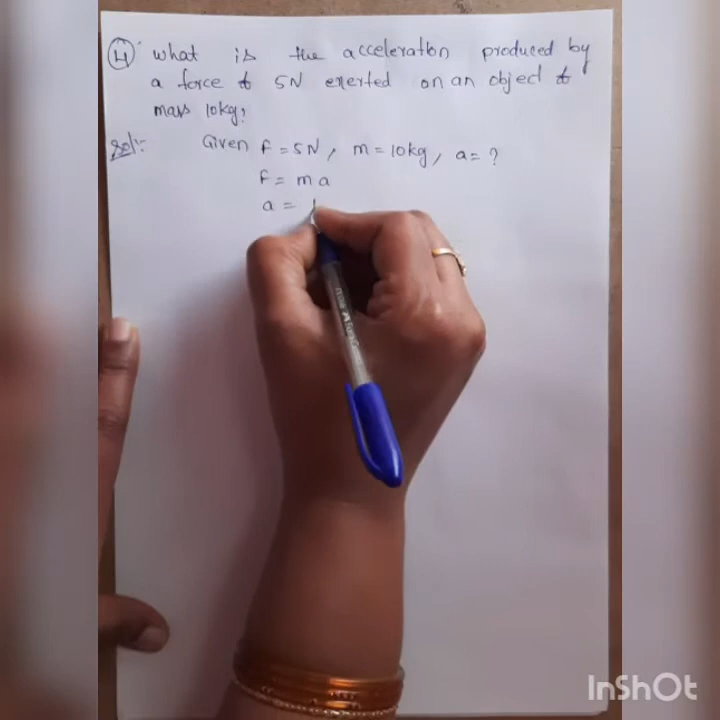 4) What is the acceleration produced by
a force of 5N exerted on an object of
mass 10kg?
Sol:- Given F = 5N, m = 10kg, a = ?
F = ma
a =
InShOt